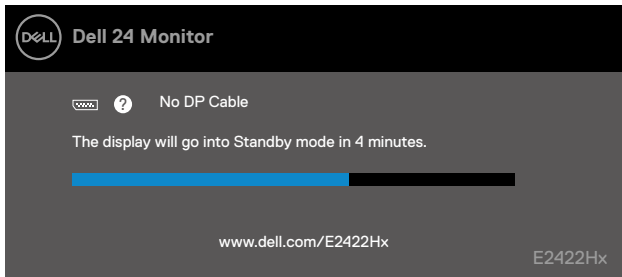 DELL Dell 24 Monitor
? No DP Cable
The display will go into Standby mode in 4 minutes.
www.dell.com/E2422Hx
E2422Hx